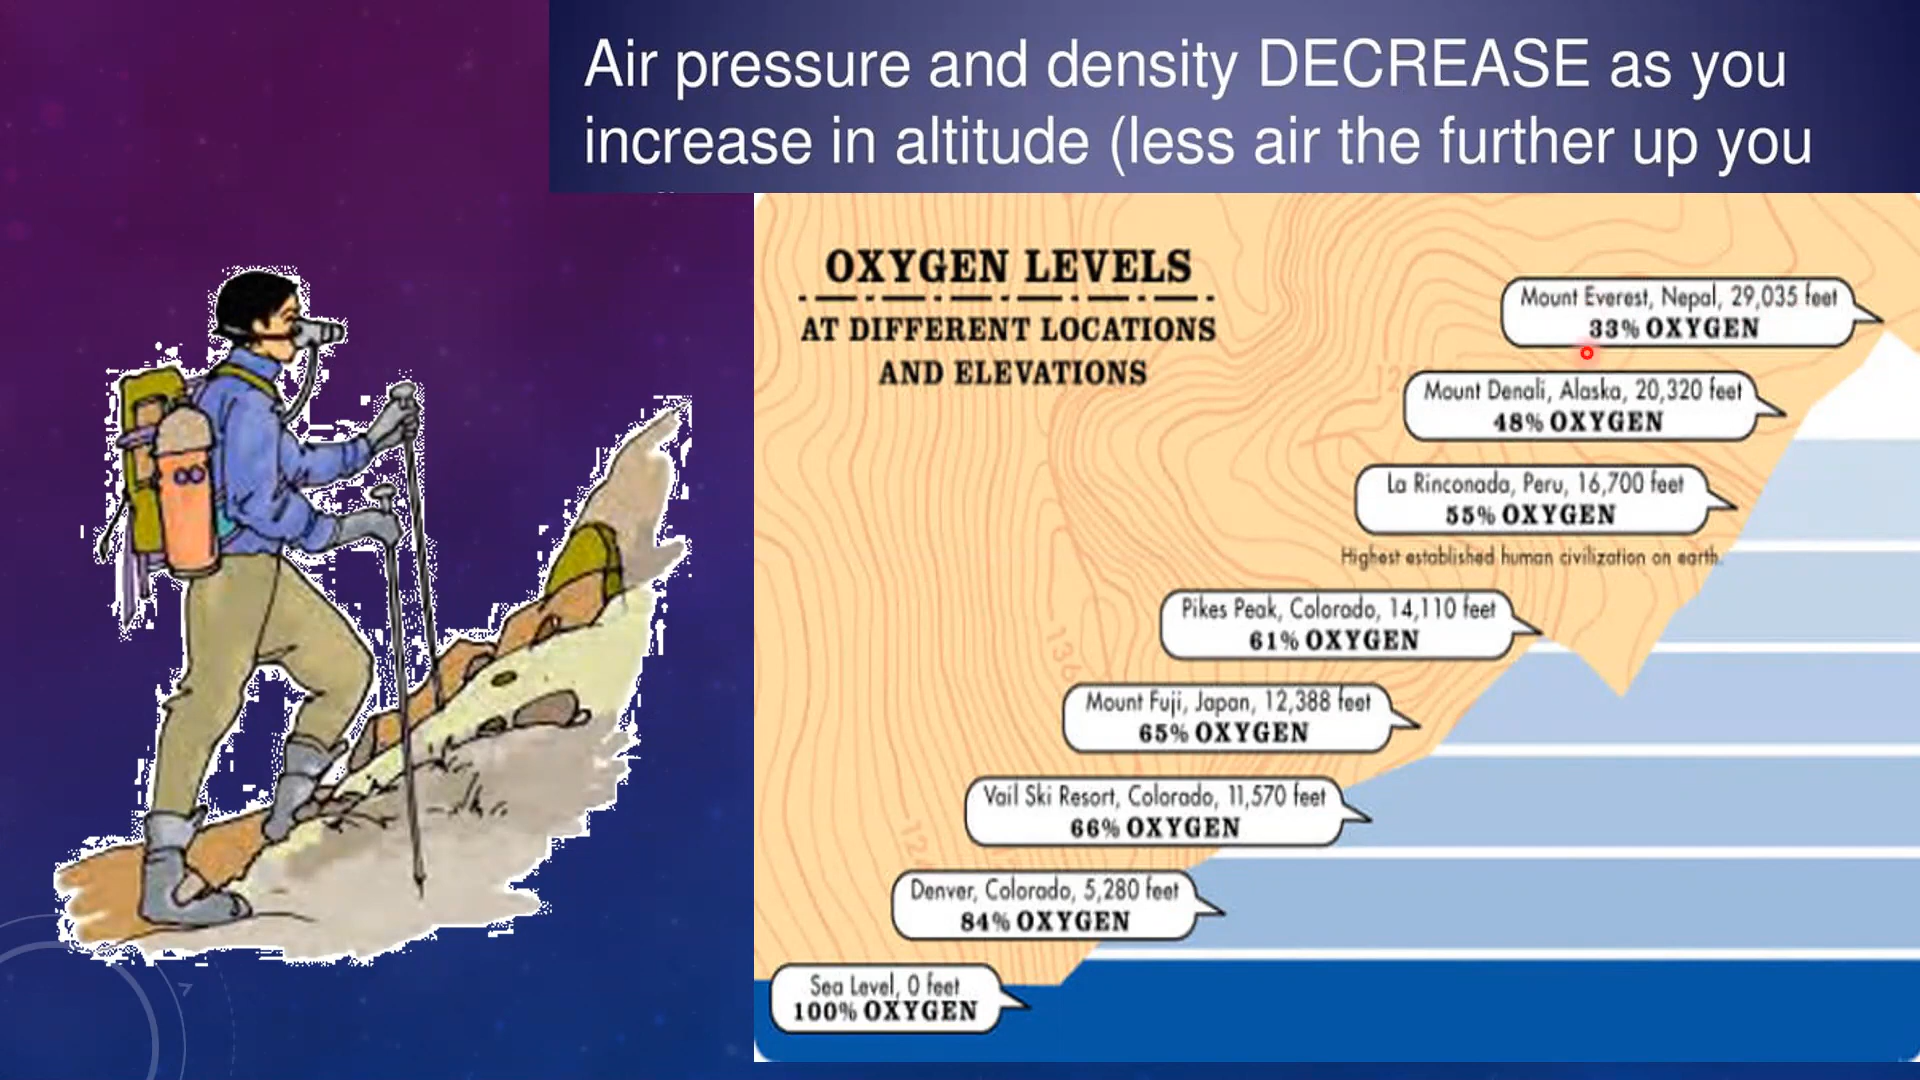 Air pressure and density DECREASE as you
increase in altitude (less air the further up you
OXYGEN LEVELS
AT DIFFERENT LOCATIONS
AND ELEVATIONS
Mount Everest, Nepal, 29,035 feet
33% OXYGEN
Mount Denali, Alaska, 20,320 feet
48% OXYGEN
La Rinconada, Peru, 16,700 feet
55% OXYGEN
Highest established human civilization on earth.
Pikes Peak, Colorado, 14,110 feet
61% OXYGEN
Mount Fuji, Japan, 12,388 feet
65% OXYGEN
Vail Ski Resort, Colorado, 11,570 feet
66% OXYGEN
Denver, Colorado, 5,280 feet
84% OXYGEN
Sea Level, 0 feet
100% OXYGEN